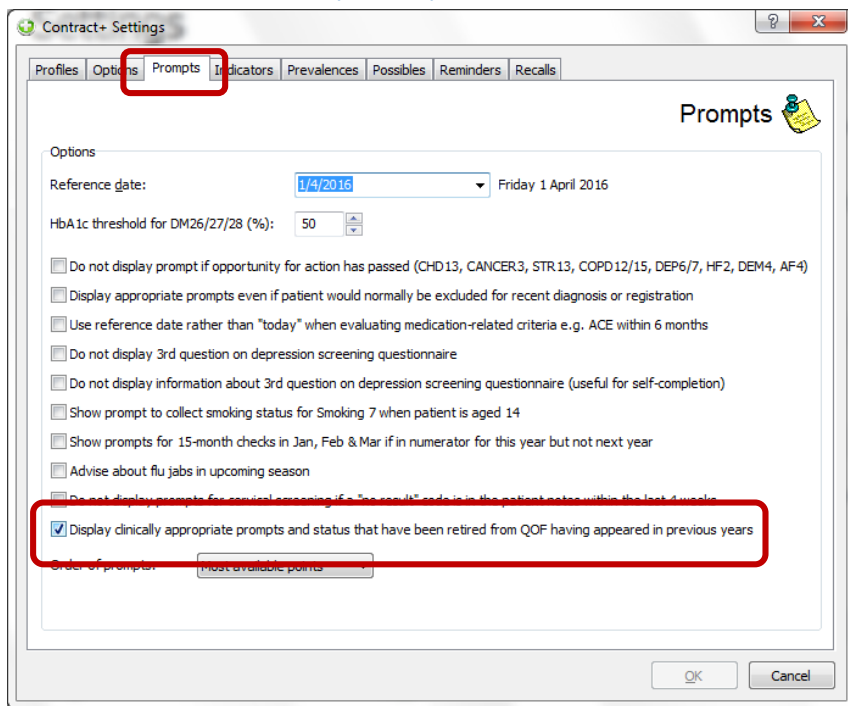 Contract+ Settings
Profiles Options Prompts Indicators Prevalences Possibles Reminders Recalls
Prompts
Options
Reference date: 1/4/2016 Friday 1 April 2016
HbA1c threshold for DM26/27/28 (%): 50
Do not display prompt if opportunity for action has passed (CHD13, CANCER3, STR13, COPD12/15, DEP6/7, HF2, DEM4, AF4)
Display appropriate prompts even if patient would normally be excluded for recent diagnosis or registration
Use reference date rather than "today" when evaluating medication-related criteria e.g. ACE within 6 months
Do not display 3rd question on depression screening questionnaire
Do not display information about 3rd question on depression screening questionnaire (useful for self-completion)
Show prompt to collect smoking status for Smoking 7 when patient is aged 14
Show prompts for 15-month checks in Jan, Feb & Mar if in numerator for this year but not next year
Advise about flu jabs in upcoming season
Do not display prompts for cervical screening if a "no result" code is in the patient notes within the last 4 weeks
Display clinically appropriate prompts and status that have been retired from QOF having appeared in previous years
Order of prompts: Most available points
OK Cancel